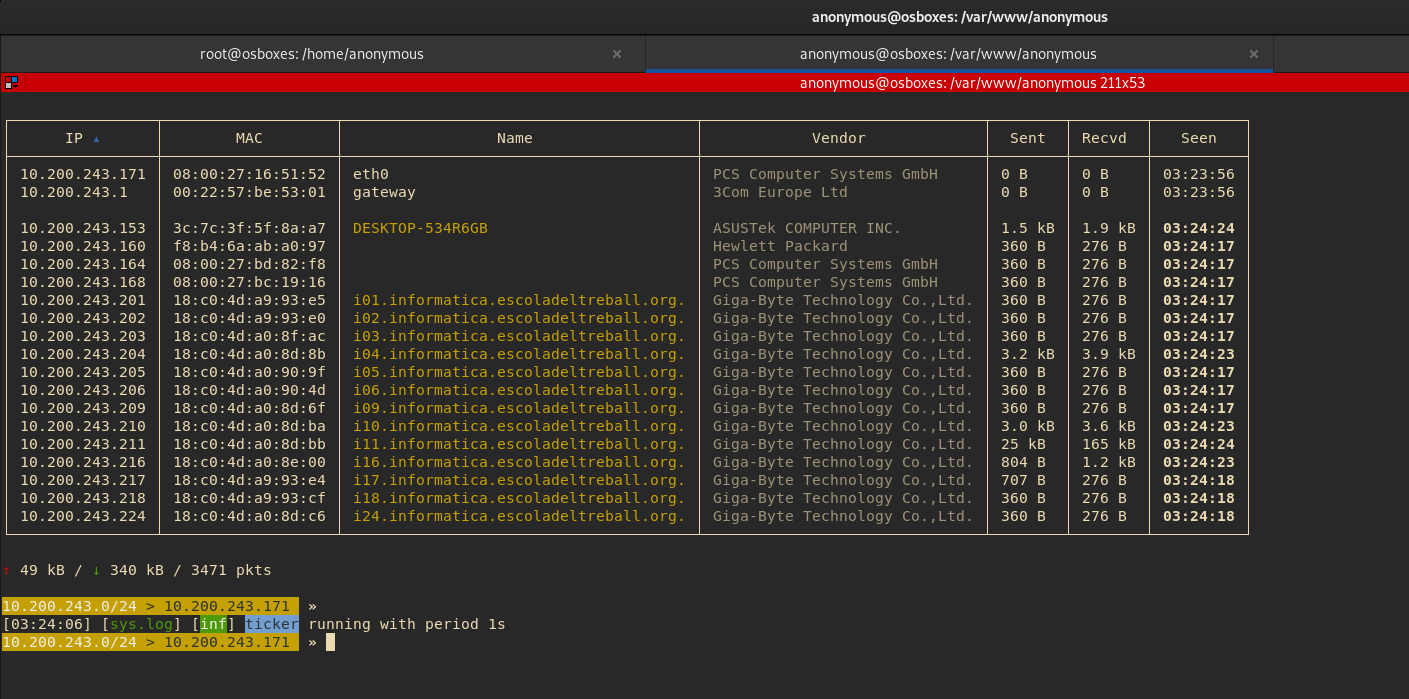 anonymous@osboxes: /var/www/anonymous
root@osboxes: /home/anonymous × anonymous@osboxes: /var/www/anonymous ×
anonymous@osboxes: /var/www/anonymous 211x53
IP ▲ MAC Name Vendor Sent Recvd Seen
10.200.243.171 08:00:27:16:51:52 eth0 PCS Computer Systems GmbH 0 B 0 B 03:23:56
10.200.243.1 00:22:57:be:53:01 gateway 3Com Europe Ltd 0 B 0 B 03:23:56
10.200.243.153 3c:7c:3f:5f:8a:a7 DESKTOP-534R6GB ASUSTek COMPUTER INC. 1.5 kB 1.9 kB 03:24:24
10.200.243.160 f8:b4:6a:ab:a0:97 Hewlett Packard 360 B 276 B 03:24:17
10.200.243.164 08:00:27:bd:82:f8 PCS Computer Systems GmbH 360 B 276 B 03:24:17
10.200.243.168 08:00:27:bc:19:16 PCS Computer Systems GmbH 360 B 276 B 03:24:17
10.200.243.201 18:c0:4d:a9:93:e5 i01.informatica.escoladeltreball.org. Giga-Byte Technology Co.,Ltd. 360 B 276 B 03:24:17
10.200.243.202 18:c0:4d:a9:93:e0 i02.informatica.escoladeltreball.org. Giga-Byte Technology Co.,Ltd. 360 B 276 B 03:24:17
10.200.243.203 18:c0:4d:a0:8f:ac i03.informatica.escoladeltreball.org. Giga-Byte Technology Co.,Ltd. 360 B 276 B 03:24:17
10.200.243.204 18:c0:4d:a0:8d:8b i04.informatica.escoladeltreball.org. Giga-Byte Technology Co.,Ltd. 3.2 kB 3.9 kB 03:24:23
10.200.243.205 18:c0:4d:a0:90:9f i05.informatica.escoladeltreball.org. Giga-Byte Technology Co.,Ltd. 360 B 276 B 03:24:17
10.200.243.206 18:c0:4d:a0:90:4d i06.informatica.escoladeltreball.org. Giga-Byte Technology Co.,Ltd. 360 B 276 B 03:24:17
10.200.243.209 18:c0:4d:a0:8d:6f i09.informatica.escoladeltreball.org. Giga-Byte Technology Co.,Ltd. 360 B 276 B 03:24:17
10.200.243.210 18:c0:4d:a0:8d:ba i10.informatica.escoladeltreball.org. Giga-Byte Technology Co.,Ltd. 3.0 kB 3.6 kB 03:24:23
10.200.243.211 18:c0:4d:a0:8d:bb i11.informatica.escoladeltreball.org. Giga-Byte Technology Co.,Ltd. 25 kB 165 kB 03:24:24
10.200.243.216 18:c0:4d:a0:8e:00 i16.informatica.escoladeltreball.org. Giga-Byte Technology Co.,Ltd. 804 B 1.2 kB 03:24:23
10.200.243.217 18:c0:4d:a9:93:e4 i17.informatica.escoladeltreball.org. Giga-Byte Technology Co.,Ltd. 707 B 276 B 03:24:18
10.200.243.218 18:c0:4d:a9:93:cf i18.informatica.escoladeltreball.org. Giga-Byte Technology Co.,Ltd. 360 B 276 B 03:24:18
10.200.243.224 18:c0:4d:a0:8d:c6 i24.informatica.escoladeltreball.org. Giga-Byte Technology Co.,Ltd. 360 B 276 B 03:24:18
↑ 49 kB / ↓ 340 kB / 3471 pkts
10.200.243.0/24 > 10.200.243.171 »
[03:24:06] [sys.log] [inf] ticker running with period 1s
10.200.243.0/24 > 10.200.243.171 »